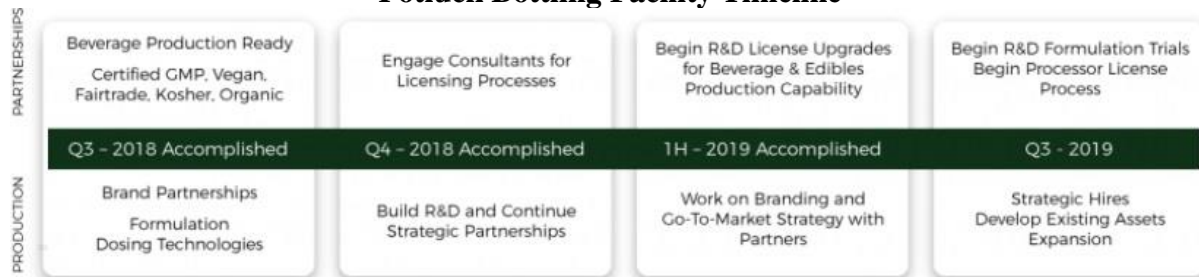 PARTNERSHIPS
Beverage Production Ready
Certified GMP, Vegan,
Fairtrade, Kosher, Organic
Engage Consultants for
Licensing Processes
Begin R&D License Upgrades
for Beverage & Edibles
Production Capability
Begin R&D Formulation Trials
Begin Processor License
Process
Q3 – 2018 Accomplished
Q4 – 2018 Accomplished
1H – 2019 Accomplished
Q3 - 2019
PRODUCTION
Brand Partnerships
Formulation
Dosing Technologies
Build R&D and Continue
Strategic Partnerships
Work on Branding and
Go-To-Market Strategy with
Partners
Strategic Hires
Develop Existing Assets
Expansion